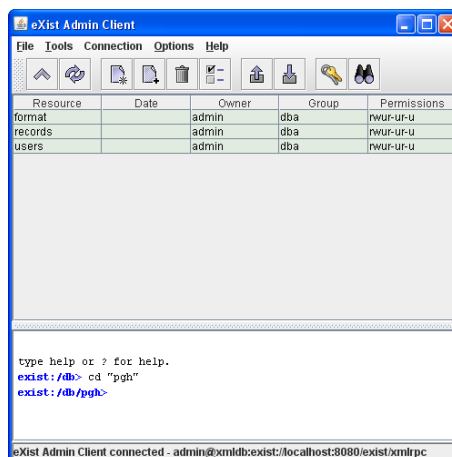 eXist Admin Client
File Tools Connection Options Help
Resource Date Owner Group Permissions
format admin dba rwur-ur-u
records admin dba rwur-ur-u
users admin dba rwur-ur-u
type help or ? for help.
exist:/db> cd "pgh"
exist:/db/pgh>
eXist Admin Client connected - admin@xmldb:exist://localhost:8080/exist/xmlrpc